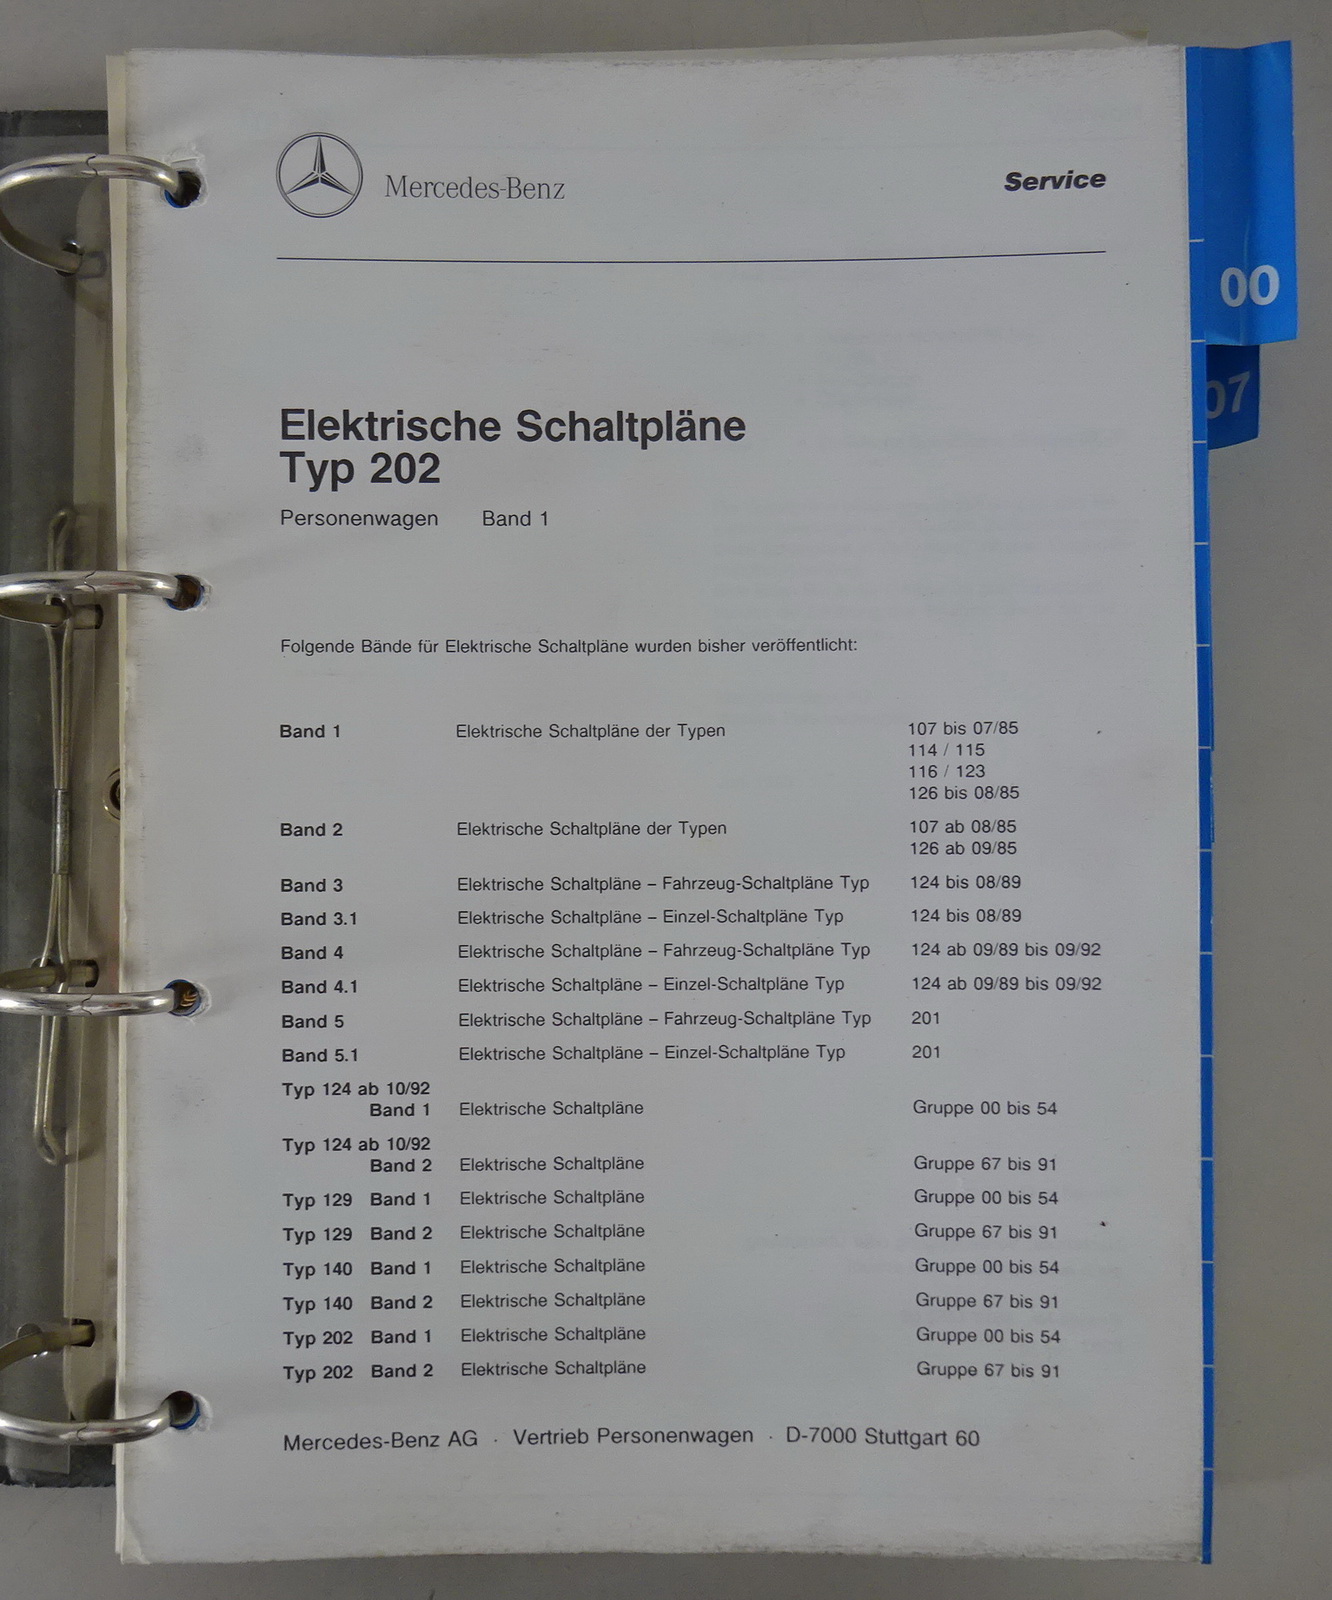 Mercedes-Benz Service
00
07
Elektrische Schaltpläne
Typ 202
Personenwagen Band 1
Folgende Bände für Elektrische Schaltpläne wurden bisher veröffentlicht:
Band 1 Elektrische Schaltpläne der Typen 107 bis 07/85
114 / 115
116 / 123
126 bis 08/85
Band 2 Elektrische Schaltpläne der Typen 107 ab 08/85
126 ab 09/85
Band 3 Elektrische Schaltpläne – Fahrzeug-Schaltpläne Typ 124 bis 08/89
Band 3.1 Elektrische Schaltpläne – Einzel-Schaltpläne Typ 124 bis 08/89
Band 4 Elektrische Schaltpläne – Fahrzeug-Schaltpläne Typ 124 ab 09/89 bis 09/92
Band 4.1 Elektrische Schaltpläne – Einzel-Schaltpläne Typ 124 ab 09/89 bis 09/92
Band 5 Elektrische Schaltpläne – Fahrzeug-Schaltpläne Typ 201
Band 5.1 Elektrische Schaltpläne – Einzel-Schaltpläne Typ 201
Typ 124 ab 10/92
Band 1 Elektrische Schaltpläne Gruppe 00 bis 54
Typ 124 ab 10/92
Band 2 Elektrische Schaltpläne Gruppe 67 bis 91
Typ 129 Band 1 Elektrische Schaltpläne Gruppe 00 bis 54
Typ 129 Band 2 Elektrische Schaltpläne Gruppe 67 bis 91
Typ 140 Band 1 Elektrische Schaltpläne Gruppe 00 bis 54
Typ 140 Band 2 Elektrische Schaltpläne Gruppe 67 bis 91
Typ 202 Band 1 Elektrische Schaltpläne Gruppe 00 bis 54
Typ 202 Band 2 Elektrische Schaltpläne Gruppe 67 bis 91
Mercedes-Benz AG · Vertrieb Personenwagen · D-7000 Stuttgart 60